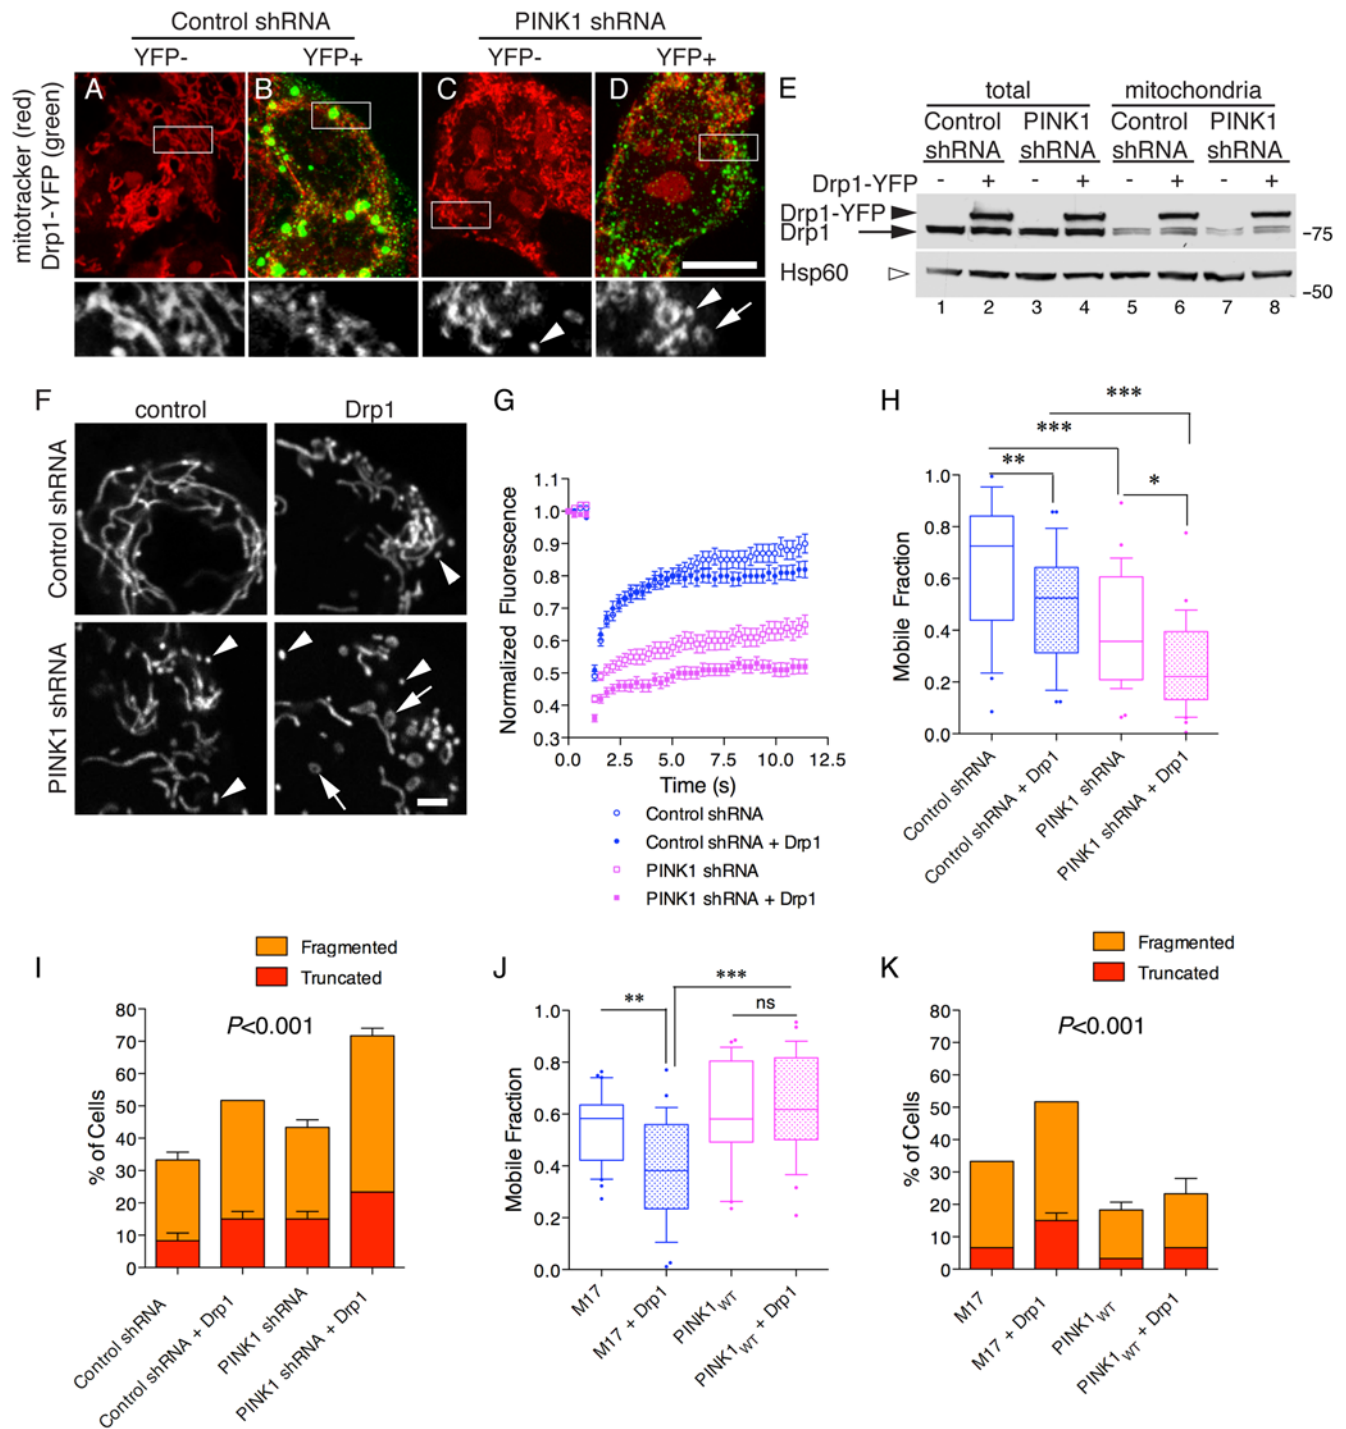 Control shRNA
PINK1 shRNA
YFP-
YFP+
YFP-
YFP+
mitotracker (red)
Drp1-YFP (green)
A
B
C
D
E
total
mitochondria
Control shRNA
PINK1 shRNA
Control shRNA
PINK1 shRNA
Drp1-YFP - + - + - + - +
Drp1-YFP
Drp1
-75
Hsp60
-50
1 2 3 4 5 6 7 8
F
control
Drp1
Control shRNA
PINK1 shRNA
G
Normalized Fluorescence
1.1
1.0
0.9
0.8
0.7
0.6
0.5
0.4
0.3
0.0 2.5 5.0 7.5 10.0 12.5
Time (s)
Control shRNA
Control shRNA + Drp1
PINK1 shRNA
PINK1 shRNA + Drp1
H
***
***
**
*
Mobile Fraction
1.0
0.8
0.6
0.4
0.2
0.0
Control shRNA
Control shRNA + Drp1
PINK1 shRNA
PINK1 shRNA + Drp1
I
Fragmented
Truncated
P<0.001
% of Cells
80
70
60
50
40
30
20
10
0
Control shRNA
Control shRNA + Drp1
PINK1 shRNA
PINK1 shRNA + Drp1
J
***
**
ns
Mobile Fraction
1.0
0.8
0.6
0.4
0.2
0.0
M17
M17 + Drp1
PINK1WT
PINK1WT + Drp1
K
Fragmented
Truncated
P<0.001
% of Cells
80
70
60
50
40
30
20
10
0
M17
M17 + Drp1
PINK1WT
PINK1WT + Drp1